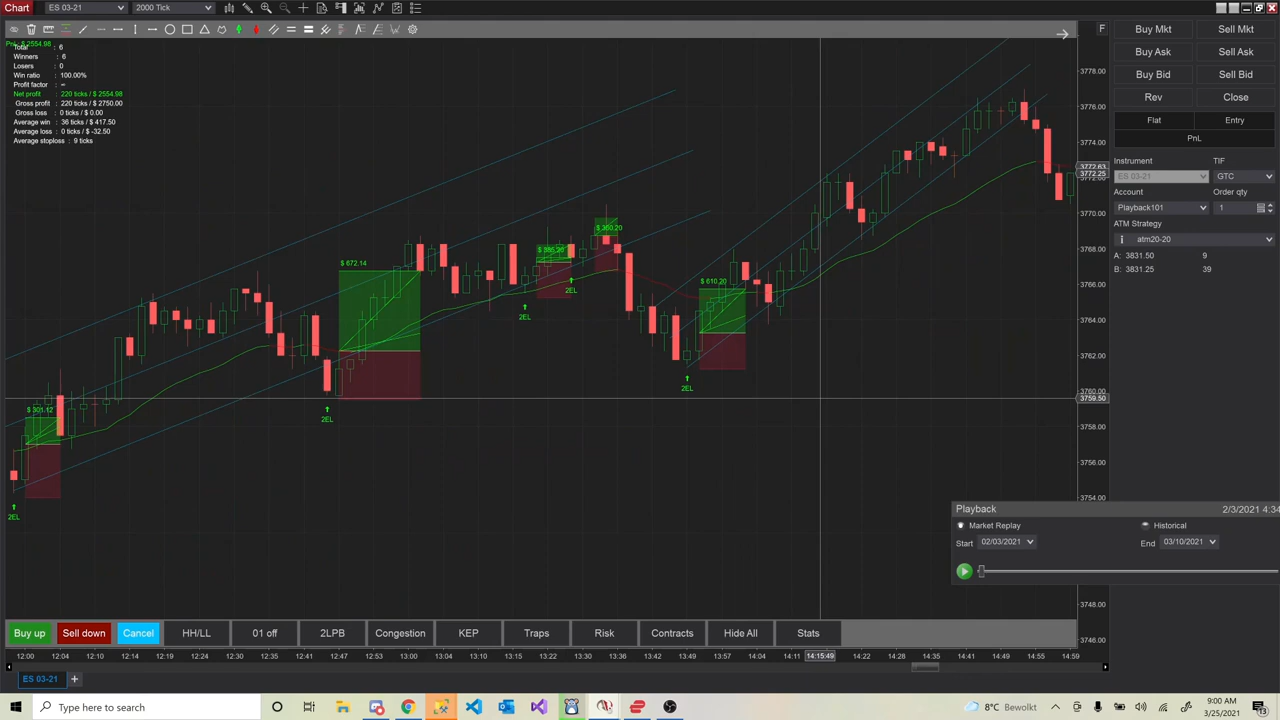 Chart
ES 03-21
2000 Tick
F
PnL: $ 2554.98
Total : 6
Winners : 6
Losers : 0
Win ratio : 100.00%
Profit factor : ∞
Net profit : 220 ticks / $ 2554.98
Gross profit : 220 ticks / $ 2750.00
Gross loss : 0 ticks / $ 0.00
Average win : 36 ticks / $ 417.50
Average loss : 0 ticks / $ -32.50
Average stoploss : 9 ticks
$ 301.12
2EL
2EL
$ 672.14
2EL
2EL
$ 360.20
$ 610.20
2EL
3778.00
3776.00
3774.00
3772.63
3772.25
3770.00
3768.00
3766.00
3764.00
3762.00
3760.00
3759.50
3758.00
3756.00
3754.00
3748.00
3746.00
Buy Mkt
Sell Mkt
Buy Ask
Sell Ask
Buy Bid
Sell Bid
Rev
Close
Flat
Entry
PnL
Instrument
TIF
ES 03-21
GTC
Account
Order qty
Playback101
1
ATM Strategy
atm20-20
A: 3831.50 9
B: 3831.25 39
Playback
2/3/2021 4:34
Market Replay
Historical
Start 02/03/2021
End 03/10/2021
Buy up
Sell down
Cancel
HH/LL
01 off
2LPB
Congestion
KEP
Traps
Risk
Contracts
Hide All
Stats
12:00 12:04 12:10 12:14 12:19 12:24 12:30 12:36 12:41 12:47 12:53 13:00 13:04 13:10 13:15 13:22 13:30 13:36 13:42 13:49 13:57 14:04 14:11 14:15:49 14:22 14:28 14:35 14:41 14:49 14:55 14:59
ES 03-21
Type here to search
8°C Bewolkt
9:00 AM
3/25/2021